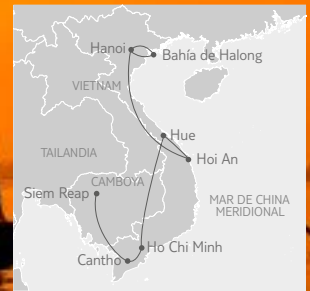 Hanoi
Bahía de Halong
VIETNAM
Hue
TAILANDIA
Hoi An
CAMBOYA
Siem Reap
MAR DE CHINA
MERIDIONAL
Ho Chi Minh
Cantho